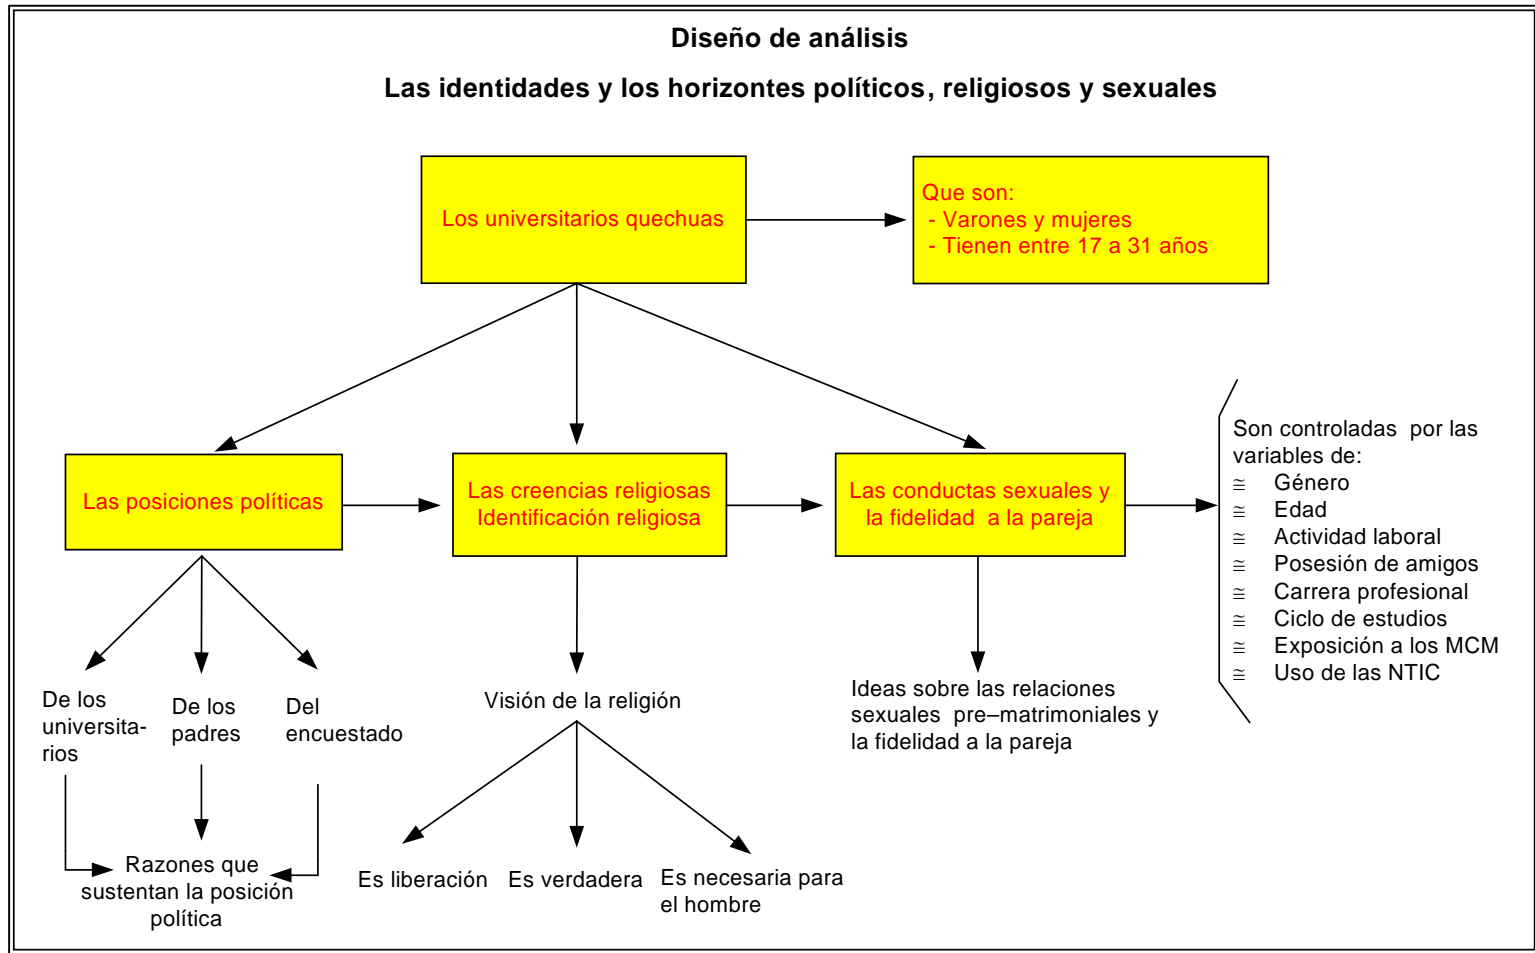 Diseño de análisis
Las identidades y los horizontes políticos, religiosos y sexuales
Los universitarios quechuas
Que son:
- Varones y mujeres
- Tienen entre 17 a 31 años
Las posiciones políticas
Las creencias religiosas
Identificación religiosa
Las conductas sexuales y
la fidelidad a la pareja
Son controladas por las
variables de:
≅ Género
≅ Edad
≅ Actividad laboral
≅ Posesión de amigos
≅ Carrera profesional
≅ Ciclo de estudios
≅ Exposición a los MCM
≅ Uso de las NTIC
De los
universita-
rios
De los
padres
Del
encuestado
Visión de la religión
Ideas sobre las relaciones
sexuales pre–matrimoniales y
la fidelidad a la pareja
Razones que
sustentan la posición
política
Es liberación
Es verdadera
Es necesaria para
el hombre